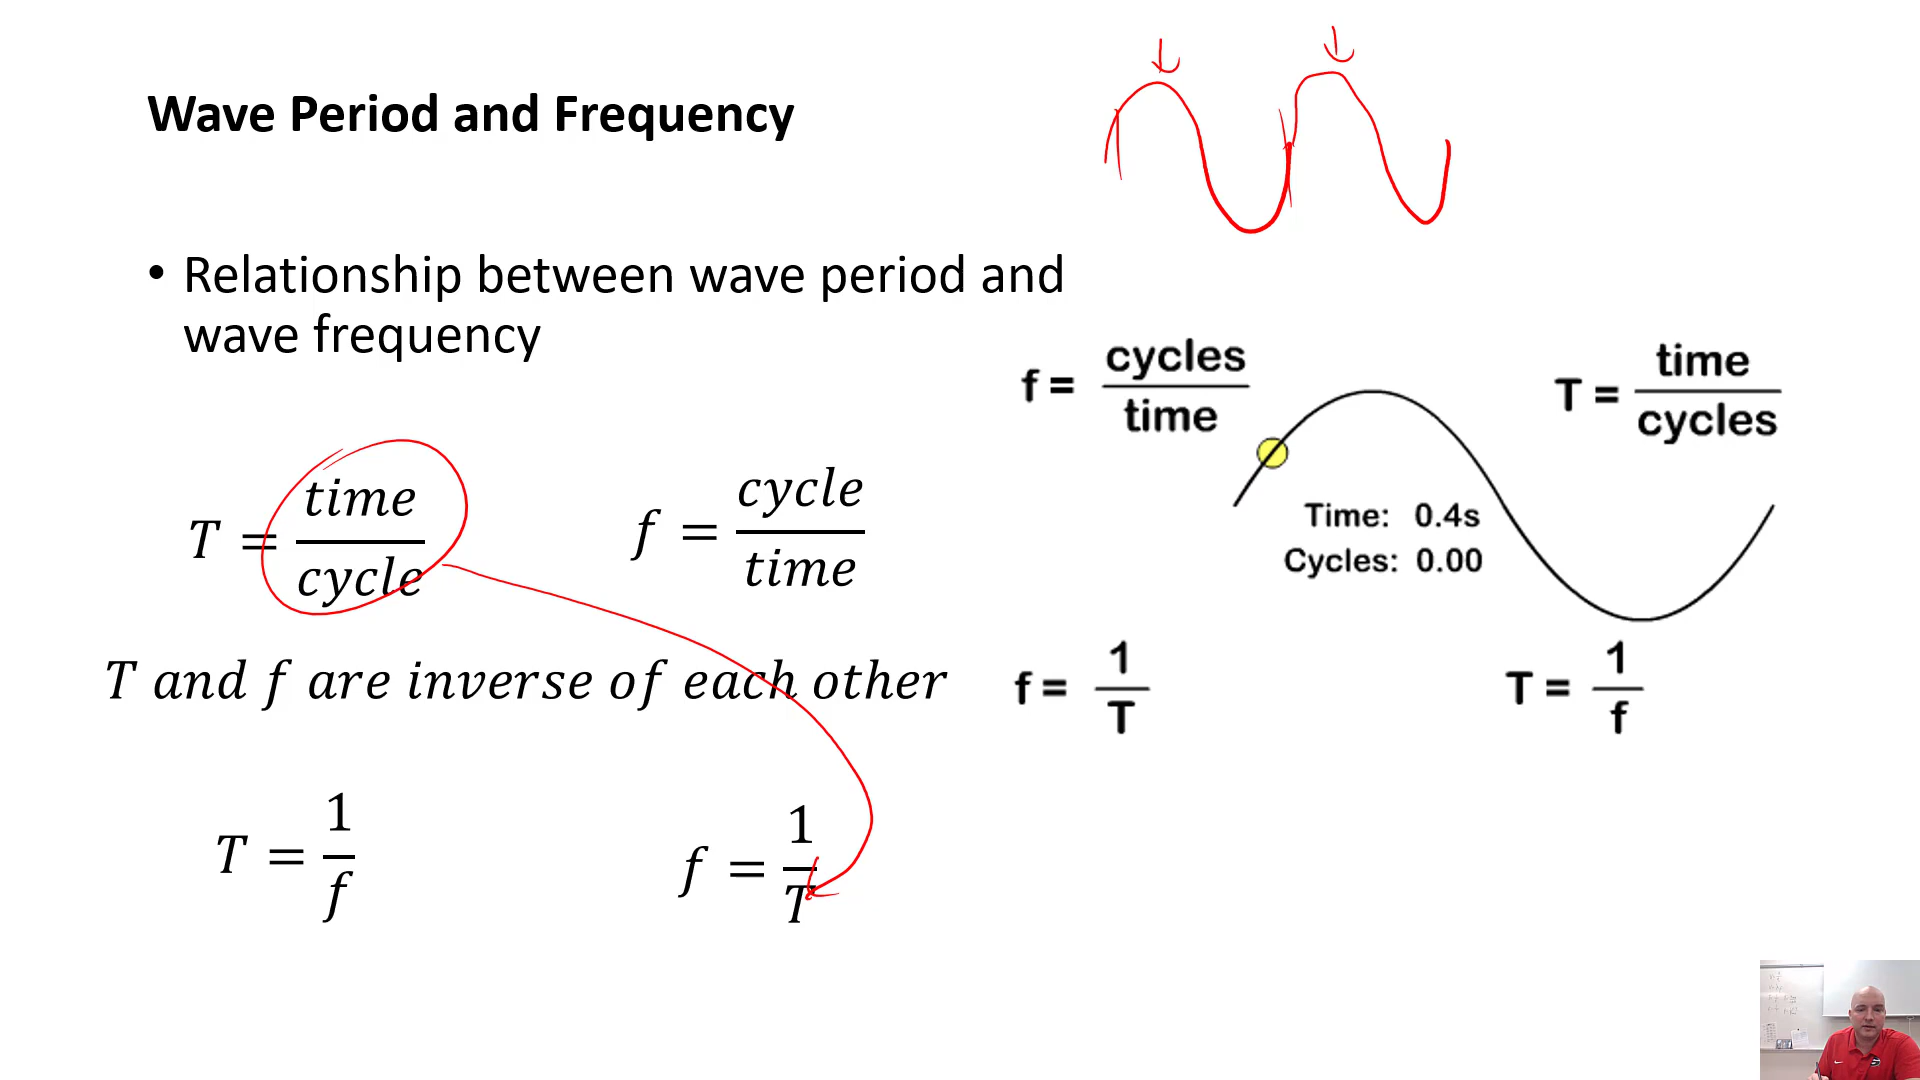 Wave Period and Frequency
• Relationship between wave period and
wave frequency
T = time/cycle
f = cycle/time
T and f are inverse of each other
T = 1/f
f = 1/T
f = cycles/time
T = time/cycles
Time: 0.4s
Cycles: 0.00
f = 1/T
T = 1/f